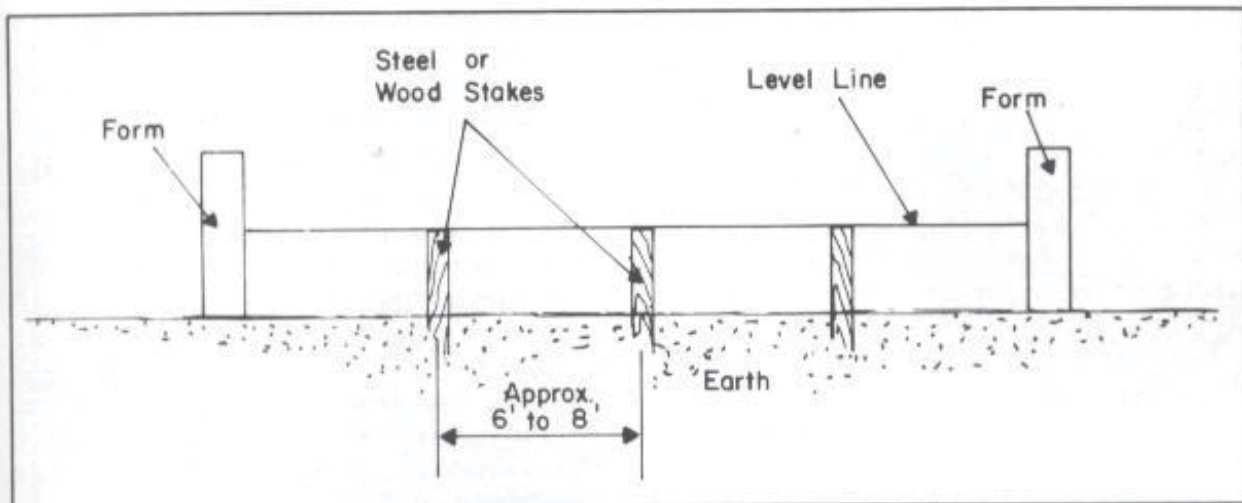 Steel or
Wood Stakes
Level Line
Form
Form
Earth
Approx.
6' to 8'